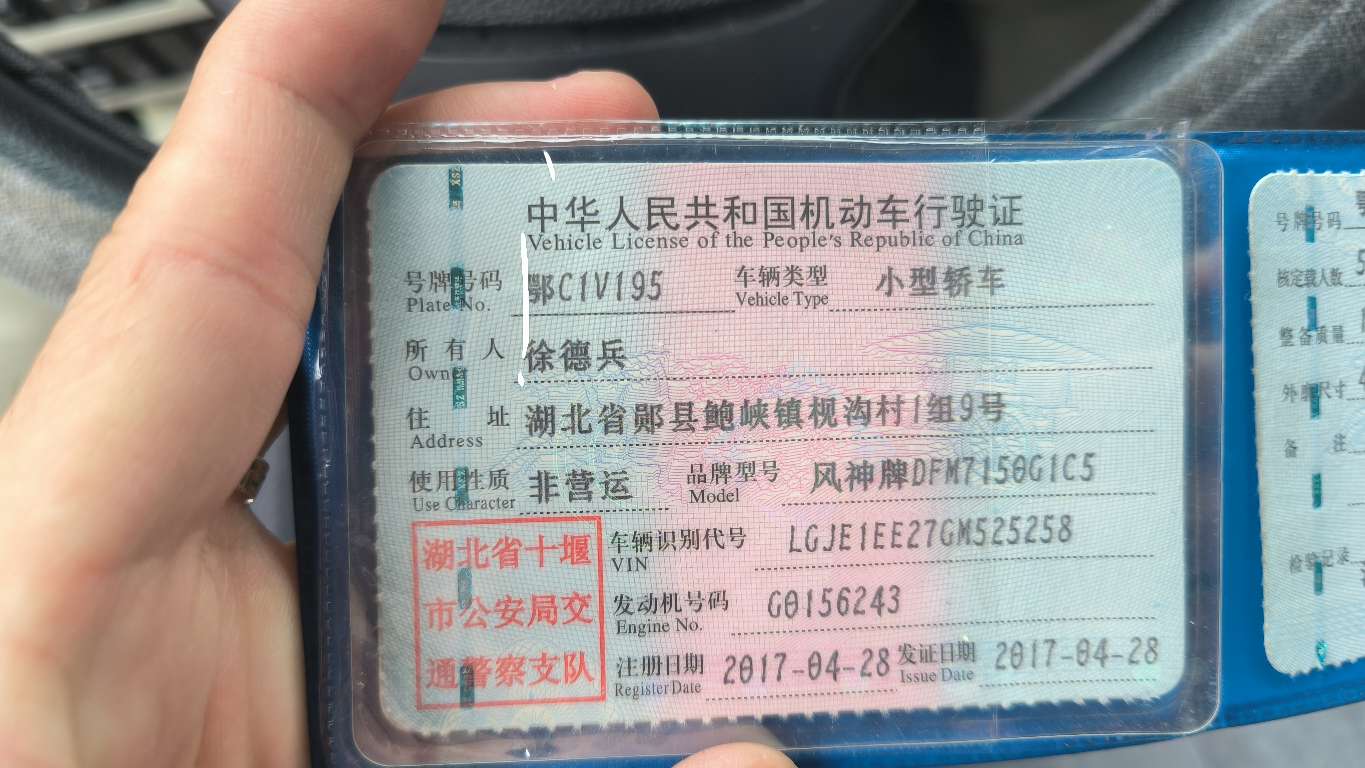 中华人民共和国机动车行驶证
Vehicle License of the People's Republic of China
号牌号码 鄂C1V195 车辆类型 小型轿车
Plate No. Vehicle Type
所有人 徐德兵
Owner
住址 湖北省郧县鲍峡镇枧沟村1组9号
Address
使用性质 非营运 品牌型号 风神牌DFM7150G1C5
Use Character Model
湖北省十堰
市公安局交
通警察支队
车辆识别代号 LGJE1EE27GM525258
VIN
发动机号码 G0156243
Engine No.
注册日期 2017-04-28 发证日期 2017-04-28
Register Date Issue Date
号牌号码
核定载人数 5
整备质量
外廓尺寸
备注
检验记录